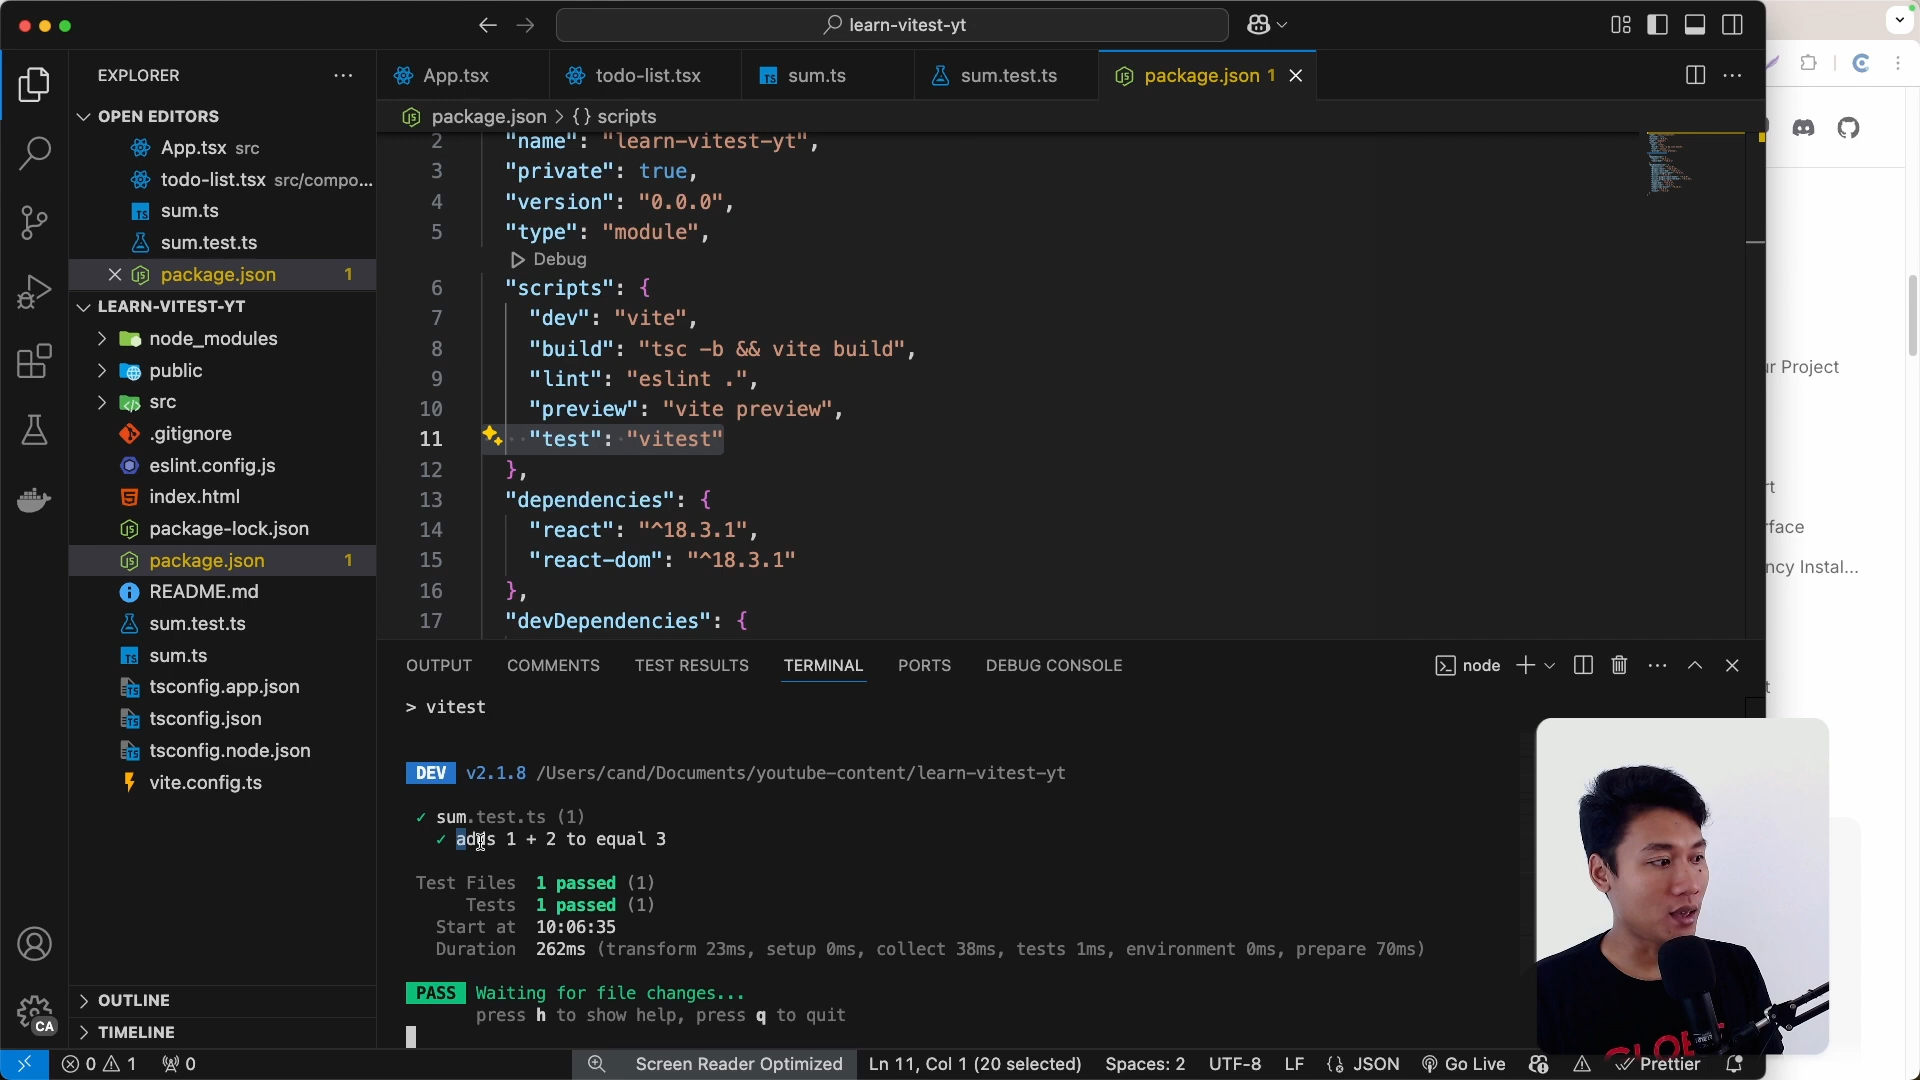 learn-vitest-yt
EXPLORER
App.tsx
todo-list.tsx
sum.ts
sum.test.ts
package.json 1
OPEN EDITORS
App.tsx src
todo-list.tsx src/compo...
sum.ts
sum.test.ts
package.json 1
LEARN-VITEST-YT
node_modules
public
src
.gitignore
eslint.config.js
index.html
package-lock.json
package.json 1
README.md
sum.test.ts
sum.ts
tsconfig.app.json
tsconfig.json
tsconfig.node.json
vite.config.ts
OUTLINE
TIMELINE
CA
package.json > {} scripts
2 "name": "learn-vitest-yt",
3 "private": true,
4 "version": "0.0.0",
5 "type": "module",
Debug
6 "scripts": {
7 "dev": "vite",
8 "build": "tsc -b && vite build",
9 "lint": "eslint .",
10 "preview": "vite preview",
11 "test": "vitest"
12 },
13 "dependencies": {
14 "react": "^18.3.1",
15 "react-dom": "^18.3.1"
16 },
17 "devDependencies": {
OUTPUT COMMENTS TEST RESULTS TERMINAL PORTS DEBUG CONSOLE
node
> vitest
DEV v2.1.8 /Users/cand/Documents/youtube-content/learn-vitest-yt
✓ sum.test.ts (1)
✓ adds 1 + 2 to equal 3
Test Files 1 passed (1)
Tests 1 passed (1)
Start at 10:06:35
Duration 262ms (transform 23ms, setup 0ms, collect 38ms, tests 1ms, environment 0ms, prepare 70ms)
PASS Waiting for file changes...
press h to show help, press q to quit
0 1 0
Screen Reader Optimized
Ln 11, Col 1 (20 selected)
Spaces: 2
UTF-8
LF
{} JSON
Go Live
Prettier
Project
ncy Instal...